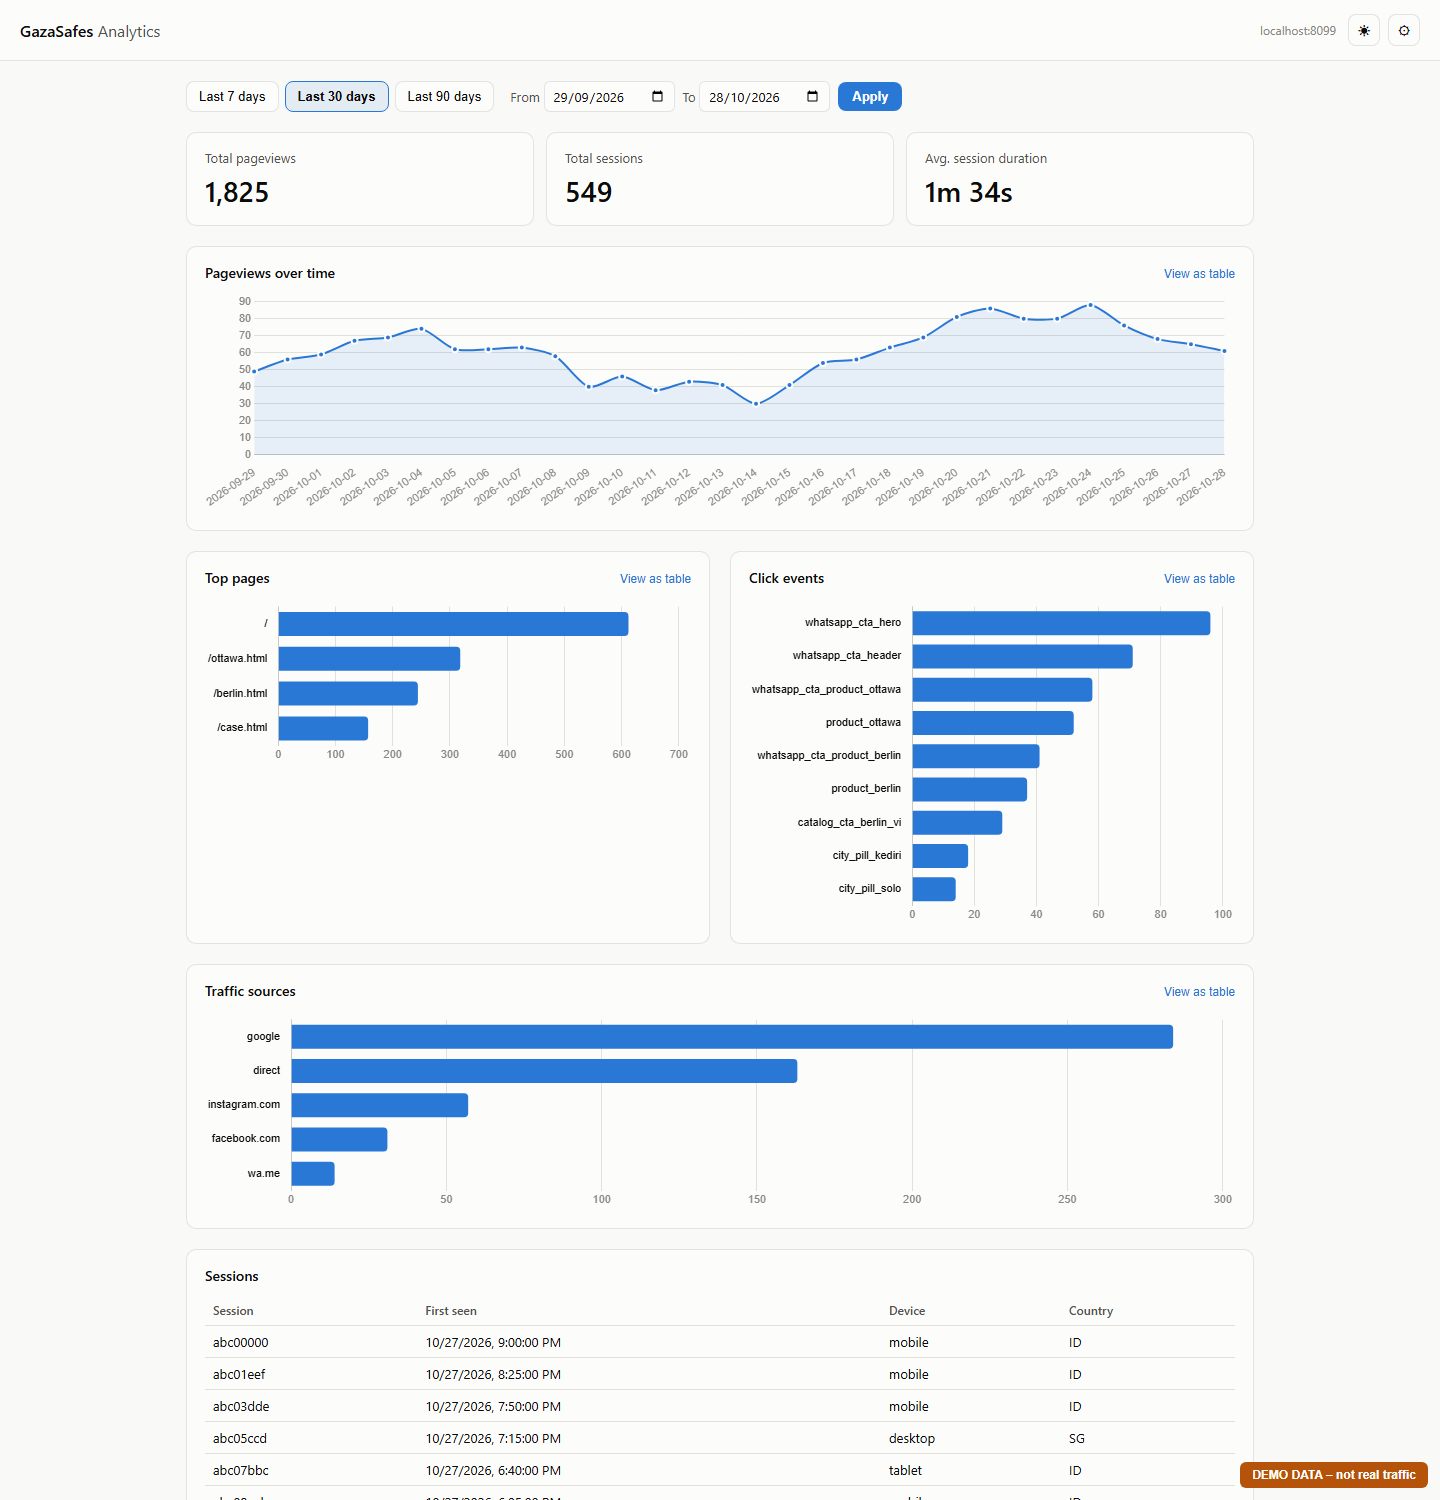 GazaSafes Analytics
localhost:8099
Last 7 days
Last 30 days
Last 90 days
From 29/09/2026
To 28/10/2026
Apply
Total pageviews
1,825
Total sessions
549
Avg. session duration
1m 34s
Pageviews over time
View as table
90
80
70
60
50
40
30
20
10
0
2026-09-29
2026-09-30
2026-10-01
2026-10-02
2026-10-03
2026-10-04
2026-10-05
2026-10-06
2026-10-07
2026-10-08
2026-10-09
2026-10-10
2026-10-11
2026-10-12
2026-10-13
2026-10-14
2026-10-15
2026-10-16
2026-10-17
2026-10-18
2026-10-19
2026-10-20
2026-10-21
2026-10-22
2026-10-23
2026-10-24
2026-10-25
2026-10-26
2026-10-27
2026-10-28
Top pages
View as table
/
/ottawa.html
/berlin.html
/case.html
0 100 200 300 400 500 600 700
Click events
View as table
whatsapp_cta_hero
whatsapp_cta_header
whatsapp_cta_product_ottawa
product_ottawa
whatsapp_cta_product_berlin
product_berlin
catalog_cta_berlin_vi
city_pill_kediri
city_pill_solo
0 20 40 60 80 100
Traffic sources
View as table
google
direct
instagram.com
facebook.com
wa.me
0 50 100 150 200 250 300
Sessions
Session First seen Device Country
abc00000 10/27/2026, 9:00:00 PM mobile ID
abc01eef 10/27/2026, 8:25:00 PM mobile ID
abc03dde 10/27/2026, 7:50:00 PM mobile ID
abc05ccd 10/27/2026, 7:15:00 PM desktop SG
abc07bbc 10/27/2026, 6:40:00 PM tablet ID
DEMO DATA – not real traffic